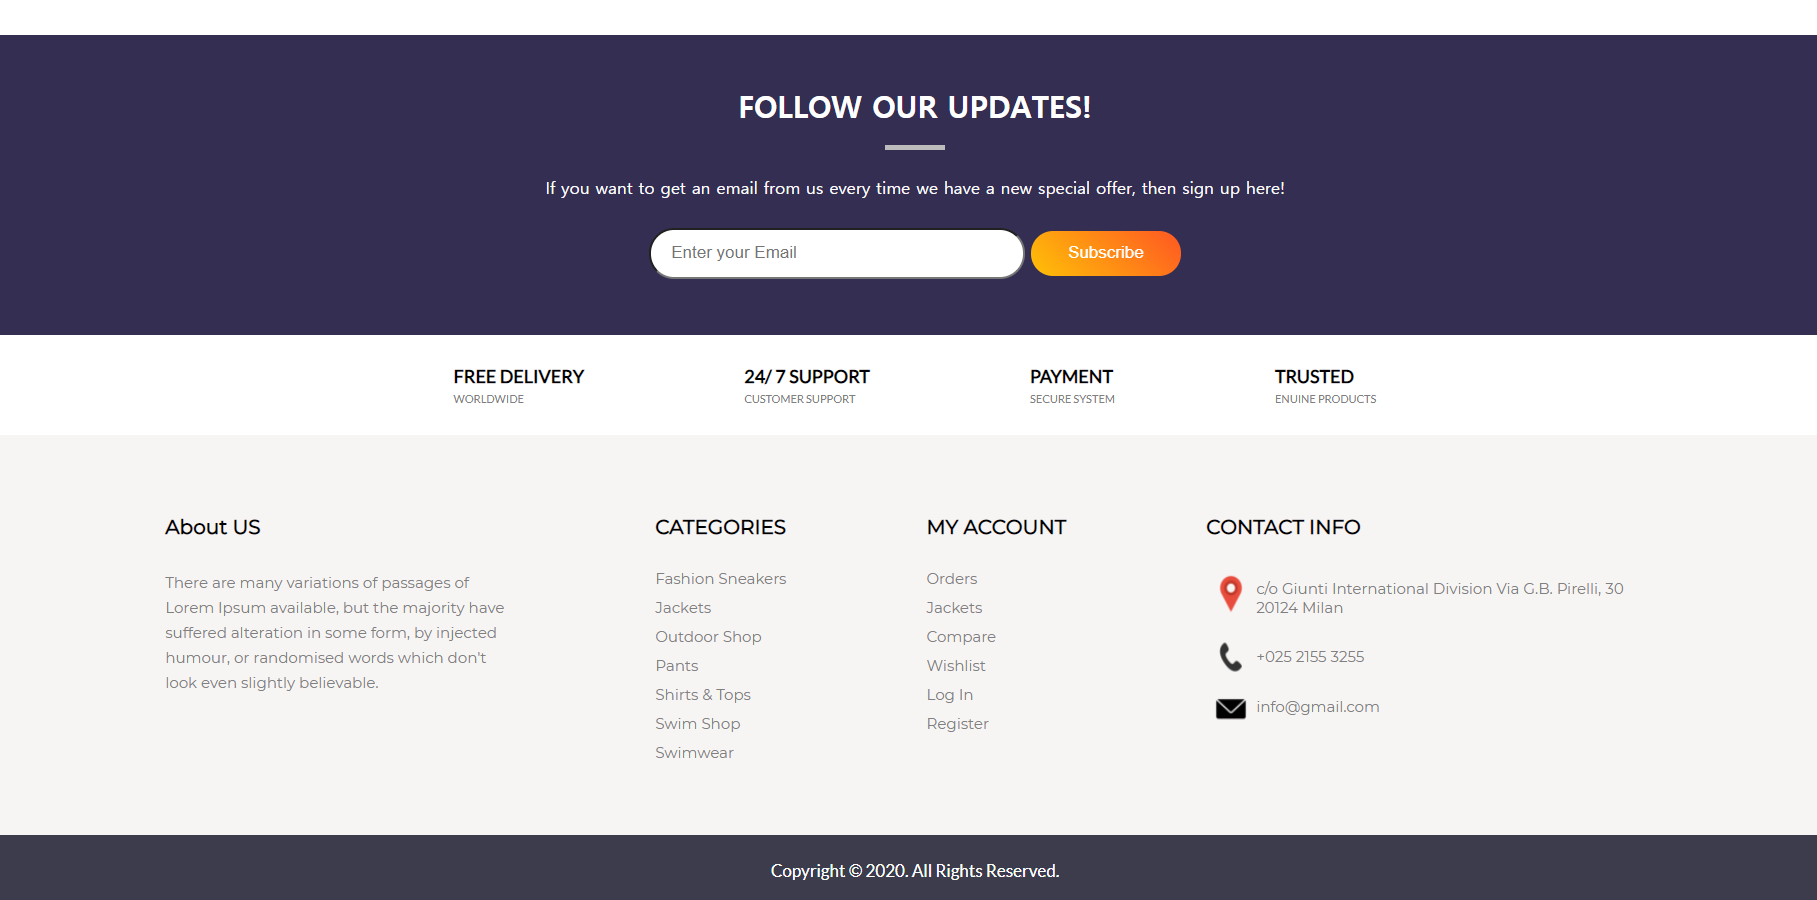 FOLLOW OUR UPDATES!
If you want to get an email from us every time we have a new special offer, then sign up here!
Enter your Email
Subscribe
FREE DELIVERY
WORLDWIDE
24/ 7 SUPPORT
CUSTOMER SUPPORT
PAYMENT
SECURE SYSTEM
TRUSTED
ENUINE PRODUCTS
About US
There are many variations of passages of
Lorem Ipsum available, but the majority have
suffered alteration in some form, by injected
humour, or randomised words which don't
look even slightly believable.
CATEGORIES
Fashion Sneakers
Jackets
Outdoor Shop
Pants
Shirts & Tops
Swim Shop
Swimwear
MY ACCOUNT
Orders
Jackets
Compare
Wishlist
Log In
Register
CONTACT INFO
c/o Giunti International Division Via G.B. Pirelli, 30
20124 Milan
+025 2155 3255
info@gmail.com
Copyright © 2020. All Rights Reserved.